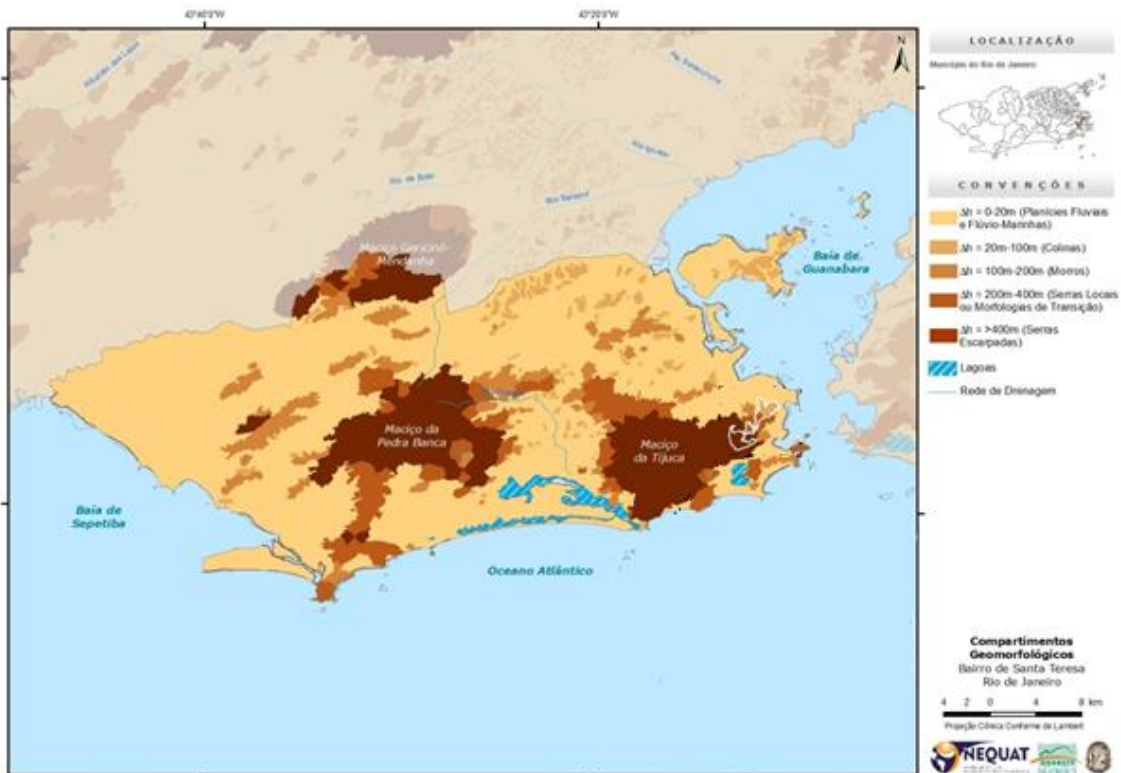 43°40'0"W
43°20'0"W
N
Maciço Gericinó-
Mendanha
Baía de
Guanabara
Maciço da
Pedra Banca
Maciço
da Tijuca
Baía de
Sepetiba
Oceano Atlântico
LOCALIZAÇÃO
Município do Rio de Janeiro
CONVENÇÕES
Δh = 0-20m (Planícies Fluviais
e Flúvio-Marinhas)
Δh = 20m-100m (Colinas)
Δh = 100m-200m (Morros)
Δh = 200m-400m (Serras Locais
ou Morfologias de Transição)
Δh = >400m (Serras
Escarpadas)
Lagoas
Rede de Drenagem
Compartimentos
Geomorfológicos
Bairro de Santa Teresa
Rio de Janeiro
4 2 0 4 8 km
Projeção Cônica Conforme de Lambert
NEQUAT